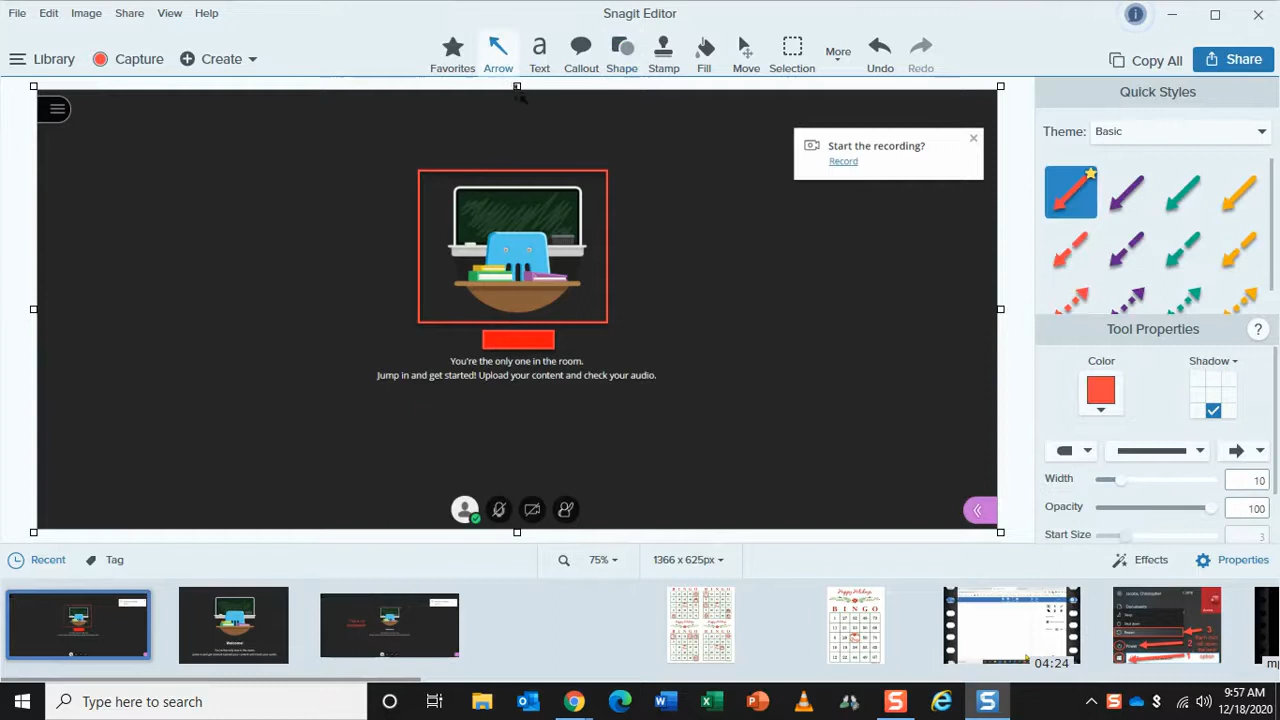 File Edit Image Share View Help
Snagit Editor
Library Capture Create
Favorites Arrow Text Callout Shape Stamp Fill Move Selection More Undo Redo
Copy All Share
Quick Styles
Theme: Basic
Start the recording?
Record
You're the only one in the room.
Jump in and get started! Upload your content and check your audio.
Tool Properties ?
Color Shadow
Width 10
Opacity 100
Start Size 3
Recent Tag 75% 1366 x 625px Effects Properties
Happy Holidays
BINGO
04:24
Type here to search
9:57 AM
12/18/2020